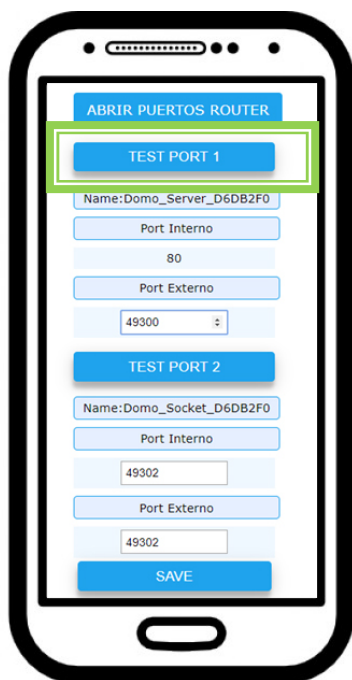 ABRIR PUERTOS ROUTER
TEST PORT 1
Name:Domo_Server_D6DB2F0
Port Interno
80
Port Externo
49300
TEST PORT 2
Name:Domo_Socket_D6DB2F0
Port Interno
49302
Port Externo
49302
SAVE